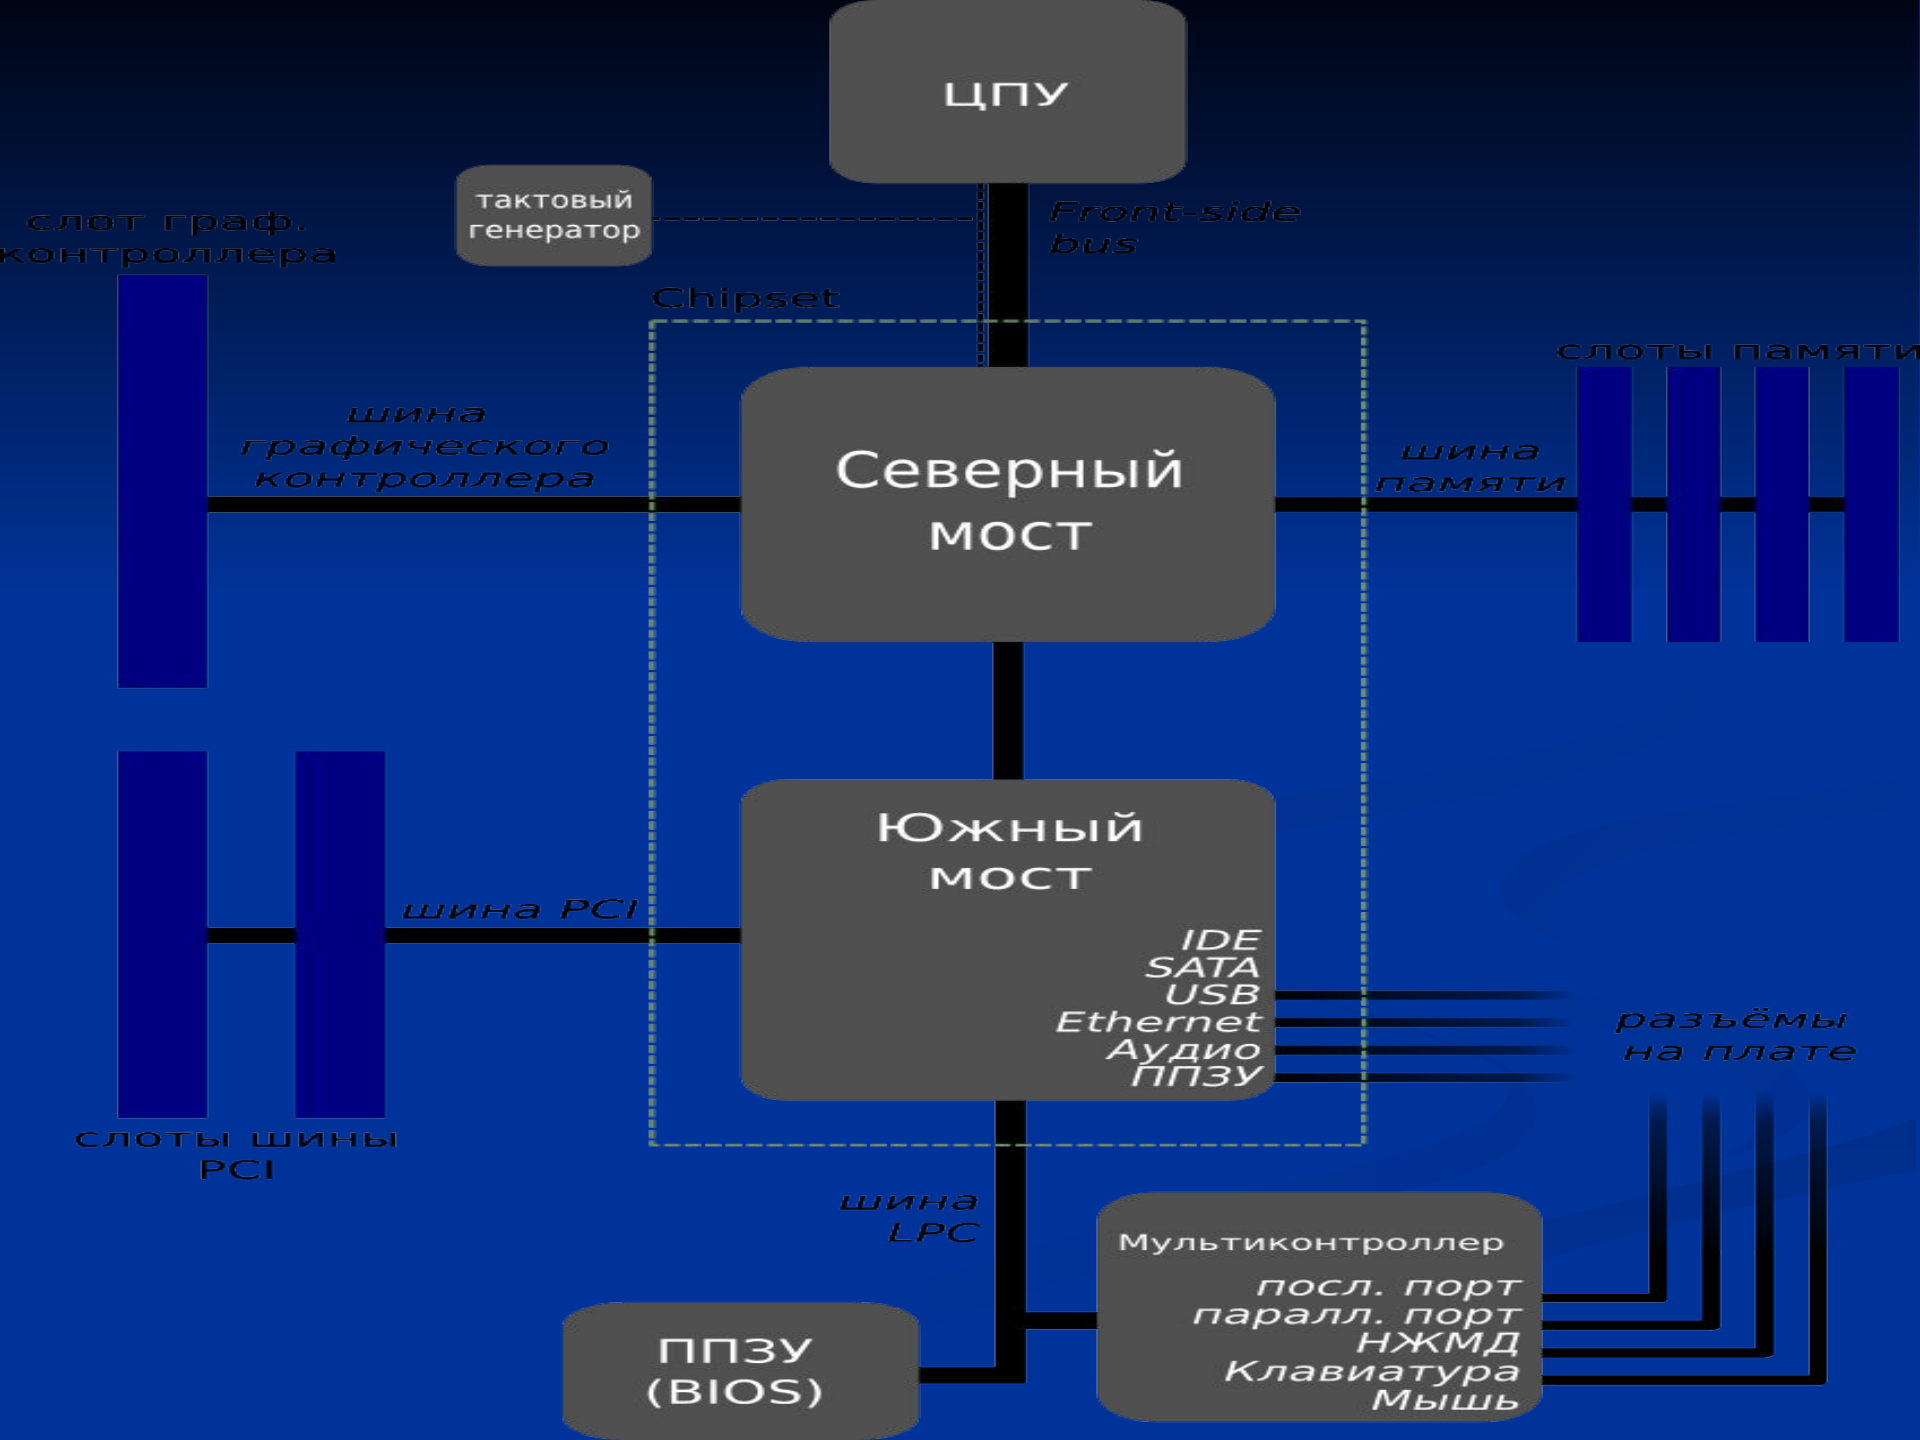 ЦПУ
тактовый
генератор
Front-side
bus
слот граф.
контроллера
Chipset
слоты памяти
шина
графического
контроллера
Северный
мост
шина
памяти
Южный
мост
шина PCI
IDE
SATA
USB
Ethernet
Аудио
ППЗУ
разъёмы
на плате
слоты шины
PCI
шина
LPC
Мультиконтроллер
посл. порт
паралл. порт
НЖМД
Клавиатура
Мышь
ППЗУ
(BIOS)